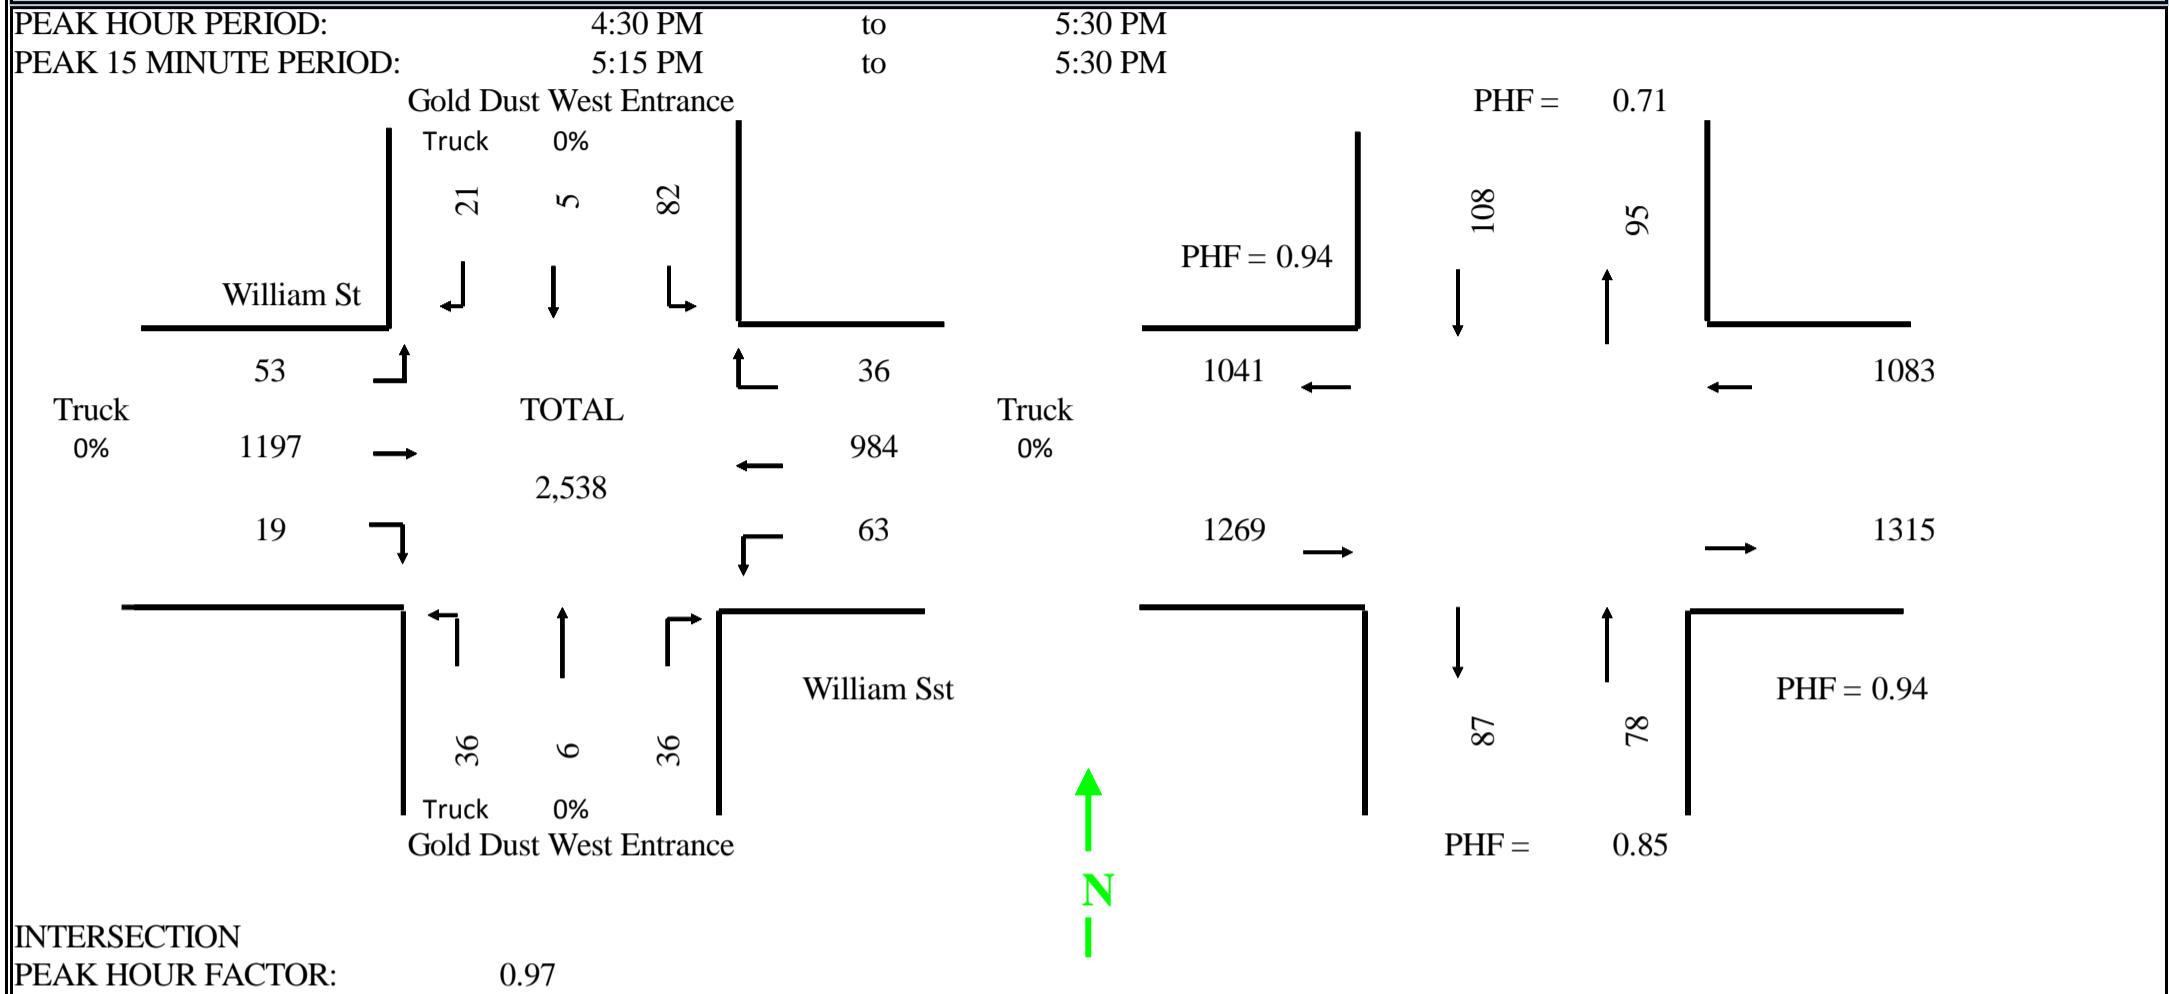 PEAK HOUR PERIOD: 4:30 PM to 5:30 PM
PEAK 15 MINUTE PERIOD: 5:15 PM to 5:30 PM
Gold Dust West Entrance PHF = 0.71
Truck 0%
21 5 82 108 95
PHF = 0.94
William St
53 36 1041 1083
Truck TOTAL Truck
0% 1197 984 0%
2,538
19 63 1269 1315
William Sst PHF = 0.94
36 6 36 87 78
Truck 0%
Gold Dust West Entrance PHF = 0.85
N
INTERSECTION
PEAK HOUR FACTOR: 0.97